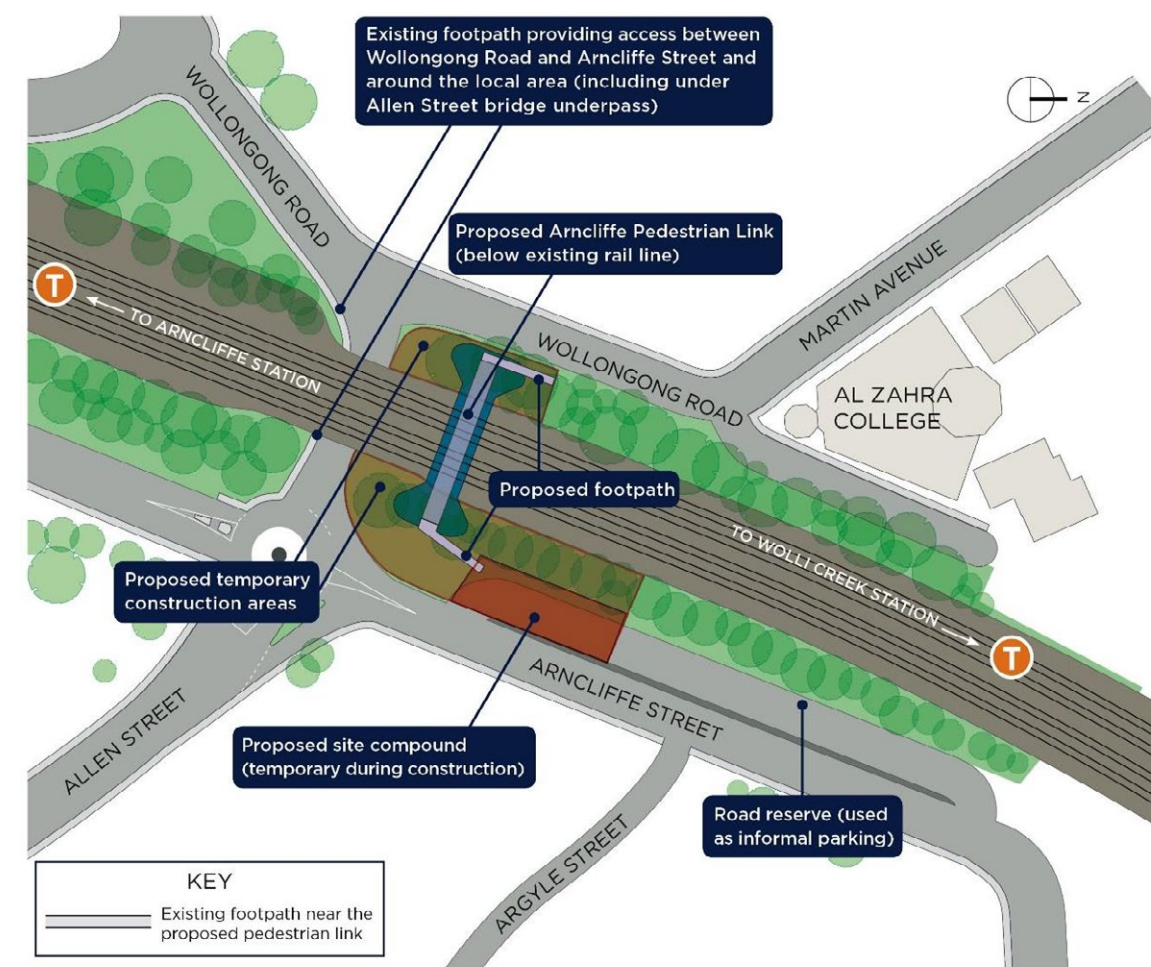 Existing footpath providing access between
Wollongong Road and Arncliffe Street and
around the local area (including under
Allen Street bridge underpass)
WOLLONGONG ROAD
N
Proposed Arncliffe Pedestrian Link
(below existing rail line)
MARTIN AVENUE
T
TO ARNCLIFFE STATION
WOLLONGONG ROAD
AL ZAHRA
COLLEGE
Proposed footpath
TO WOLLI CREEK STATION
T
Proposed temporary
construction areas
ARNCLIFFE STREET
ALLEN STREET
Proposed site compound
(temporary during construction)
Road reserve (used
as informal parking)
ARGYLE STREET
KEY
Existing footpath near the
proposed pedestrian link